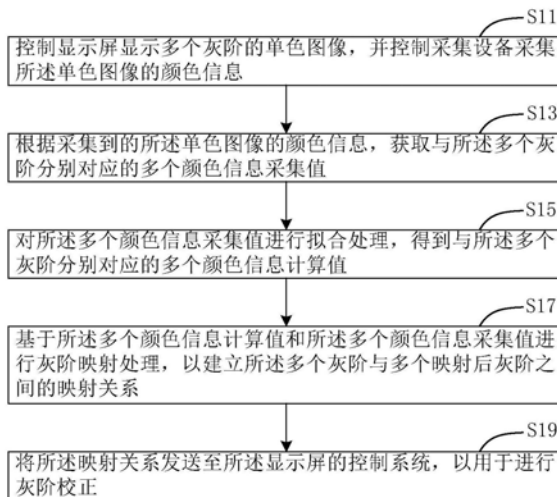 S11
控制显示屏显示多个灰阶的单色图像，并控制采集设备采集
所述单色图像的颜色信息
S13
根据采集到的所述单色图像的颜色信息，获取与所述多个灰
阶分别对应的多个颜色信息采集值
S15
对所述多个颜色信息采集值进行拟合处理，得到与所述多个
灰阶分别对应的多个颜色信息计算值
S17
基于所述多个颜色信息计算值和所述多个颜色信息采集值进
行灰阶映射处理，以建立所述多个灰阶与多个映射后灰阶之
间的映射关系
S19
将所述映射关系发送至所述显示屏的控制系统，以用于进行
灰阶校正